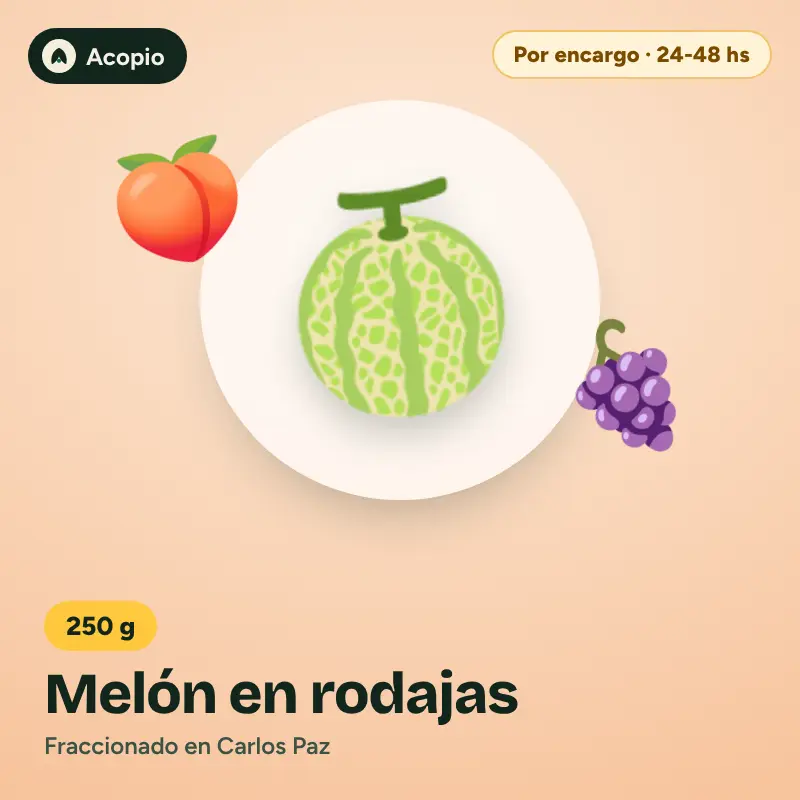 Acopio
Por encargo · 24-48 hs
250 g
Melón en rodajas
Fraccionado en Carlos Paz